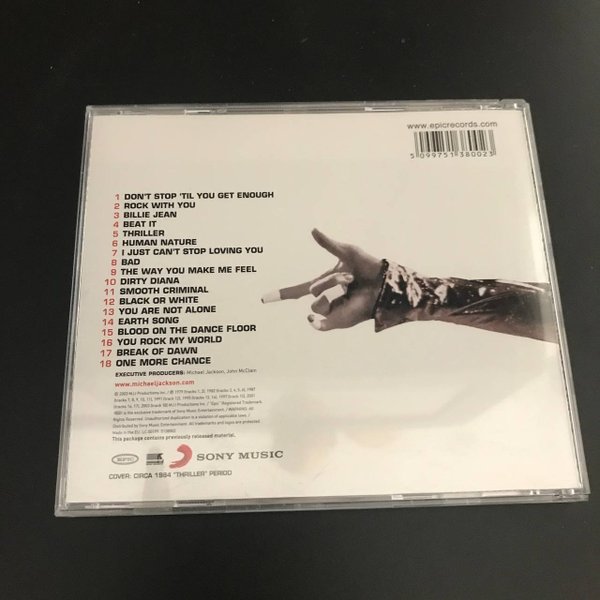 www.epicrecords.com
5 099751 380023
1 DON'T STOP 'TIL YOU GET ENOUGH
2 ROCK WITH YOU
3 BILLIE JEAN
4 BEAT IT
5 THRILLER
6 HUMAN NATURE
7 I JUST CAN'T STOP LOVING YOU
8 BAD
9 THE WAY YOU MAKE ME FEEL
10 DIRTY DIANA
11 SMOOTH CRIMINAL
12 BLACK OR WHITE
13 YOU ARE NOT ALONE
14 EARTH SONG
15 BLOOD ON THE DANCE FLOOR
16 YOU ROCK MY WORLD
17 BREAK OF DAWN
18 ONE MORE CHANCE
EXECUTIVE PRODUCERS: Michael Jackson, John McClain
www.michaeljackson.com
This package contains previously released material.
EPIC
SONY MUSIC
COVER: CIRCA 1984 "THRILLER" PERIOD